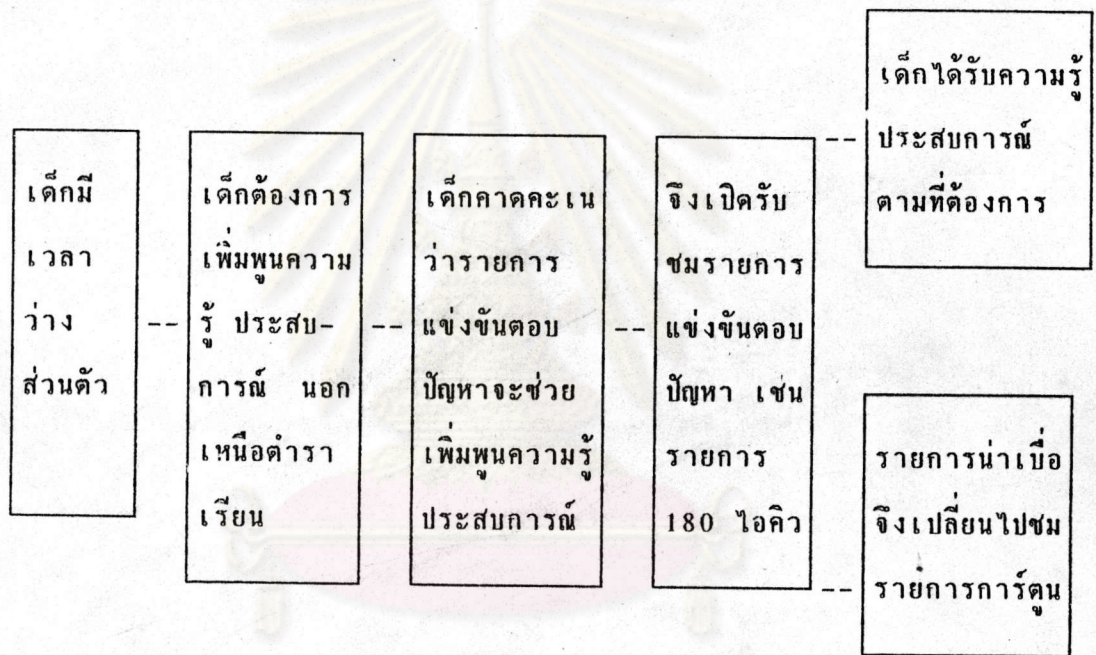 เด็กมี
เวลา
ว่าง
ส่วนตัว
--
เด็กต้องการ
เพิ่มพูนความ
รู้ ประสบ-
การณ์ นอก
เหนือตำรา
เรียน
--
เด็กคาดคะเน
ว่ารายการ
แข่งขันตอบ
ปัญหาจะช่วย
เพิ่มพูนความรู้
ประสบการณ์
--
จึงเปิดรับ
ชมรายการ
แข่งขันตอบ
ปัญหา เช่น
รายการ
180 ไอคิว
--
เด็กได้รับความรู้
ประสบการณ์
ตามที่ต้องการ
--
รายการน่าเบื่อ
จึงเปลี่ยนไปชม
รายการการ์ตูน